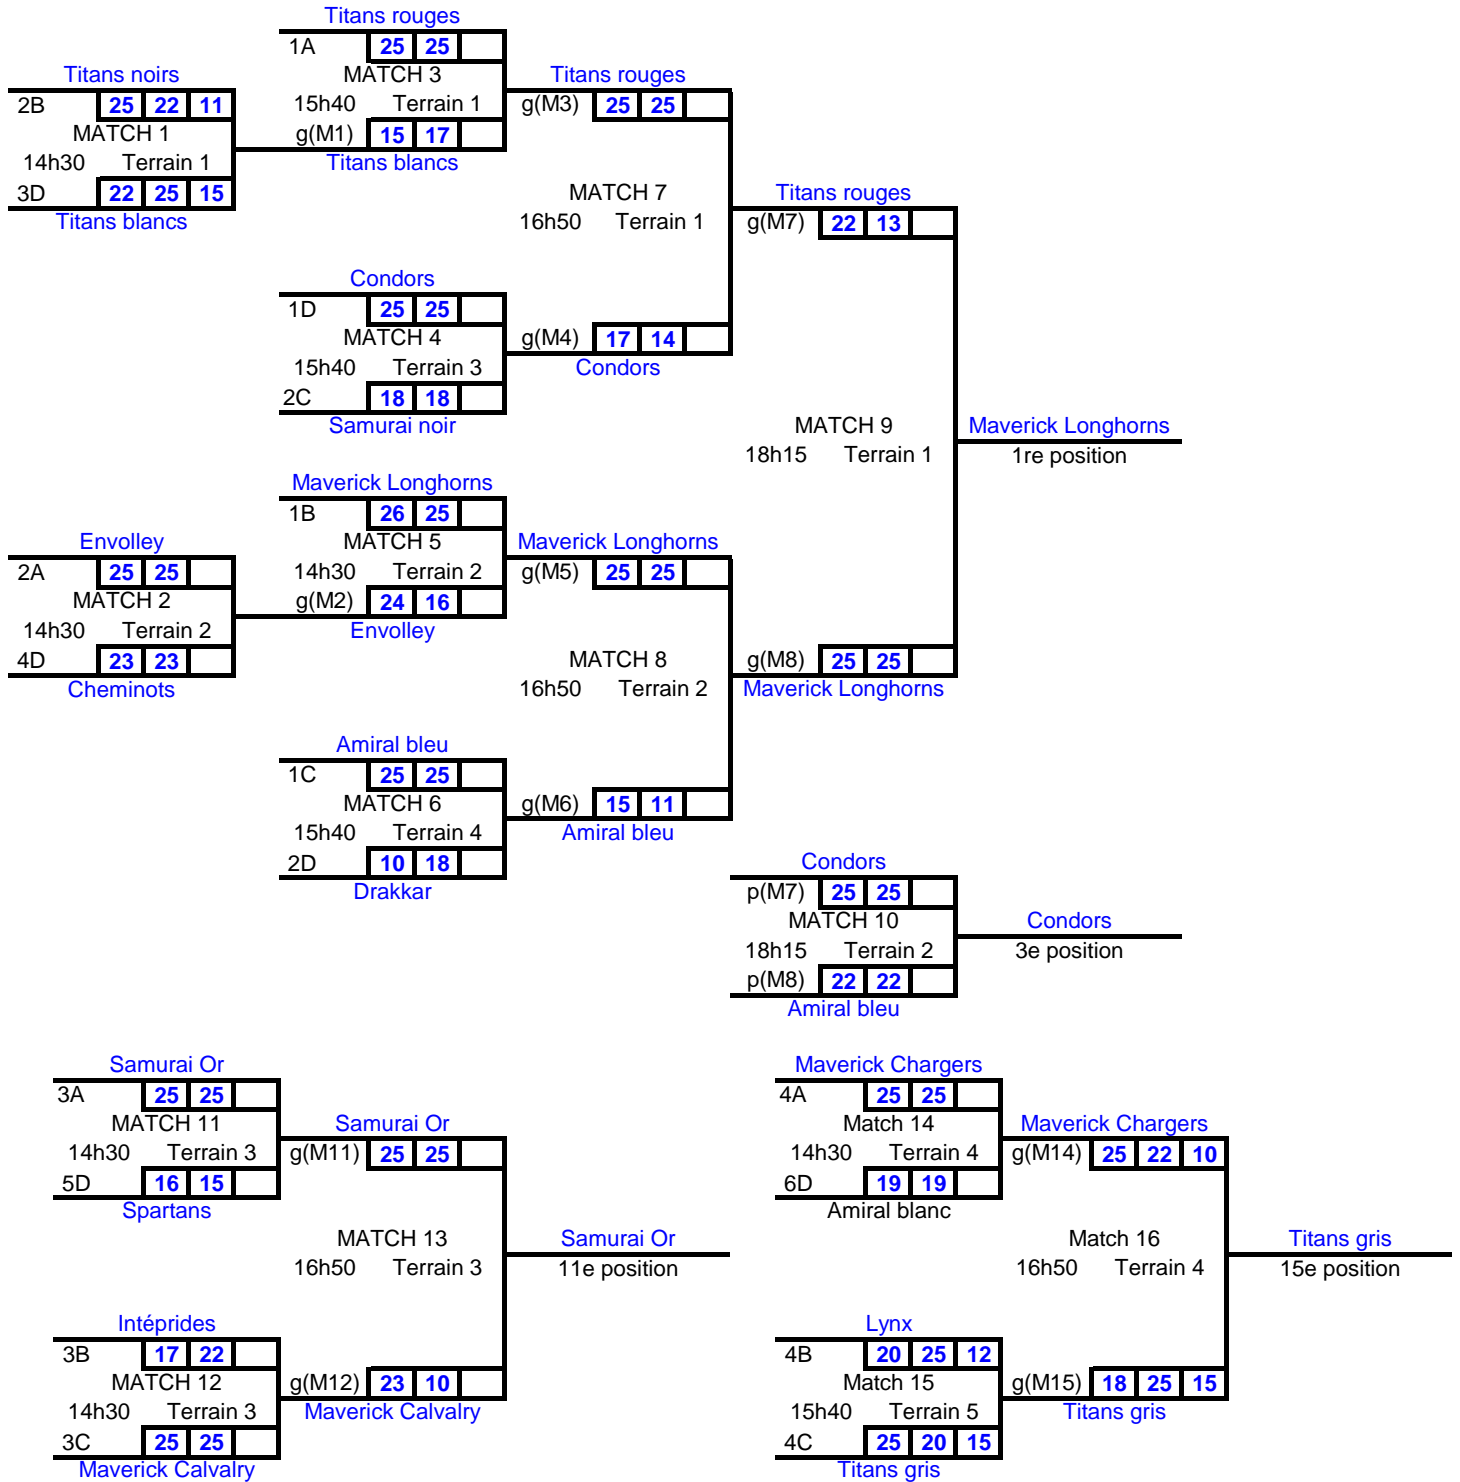 Titans rouges
1A 25 25
MATCH 3
15h40 Terrain 1
g(M1) 15 17
Titans blancs
Titans noirs
2B 25 22 11
MATCH 1
14h30 Terrain 1
3D 22 25 15
Titans blancs
Titans rouges
g(M3) 25 25
MATCH 7
16h50 Terrain 1
g(M4) 17 14
Condors
Condors
1D 25 25
MATCH 4
15h40 Terrain 3
2C 18 18
Samurai noir
Titans rouges
g(M7) 22 13
MATCH 9
18h15 Terrain 1
g(M8) 25 25
Maverick Longhorns
Maverick Longhorns
1re position
Maverick Longhorns
1B 26 25
MATCH 5
14h30 Terrain 2
g(M2) 24 16
Envolley
Envolley
2A 25 25
MATCH 2
14h30 Terrain 2
4D 23 23
Cheminots
Maverick Longhorns
g(M5) 25 25
MATCH 8
16h50 Terrain 2
g(M6) 15 11
Amiral bleu
Amiral bleu
1C 25 25
MATCH 6
15h40 Terrain 4
2D 10 18
Drakkar
Condors
p(M7) 25 25
MATCH 10
18h15 Terrain 2
p(M8) 22 22
Amiral bleu
Condors
3e position
Samurai Or
3A 25 25
MATCH 11
14h30 Terrain 3
5D 16 15
Spartans
Samurai Or
g(M11) 25 25
MATCH 13
16h50 Terrain 3
g(M12) 23 10
Maverick Calvalry
Samurai Or
11e position
Intéprides
3B 17 22
MATCH 12
14h30 Terrain 3
3C 25 25
Maverick Calvalry
Maverick Chargers
4A 25 25
Match 14
14h30 Terrain 4
6D 19 19
Amiral blanc
Maverick Chargers
g(M14) 25 22 10
Match 16
16h50 Terrain 4
g(M15) 18 25 15
Titans gris
Titans gris
15e position
Lynx
4B 20 25 12
Match 15
15h40 Terrain 5
4C 25 20 15
Titans gris